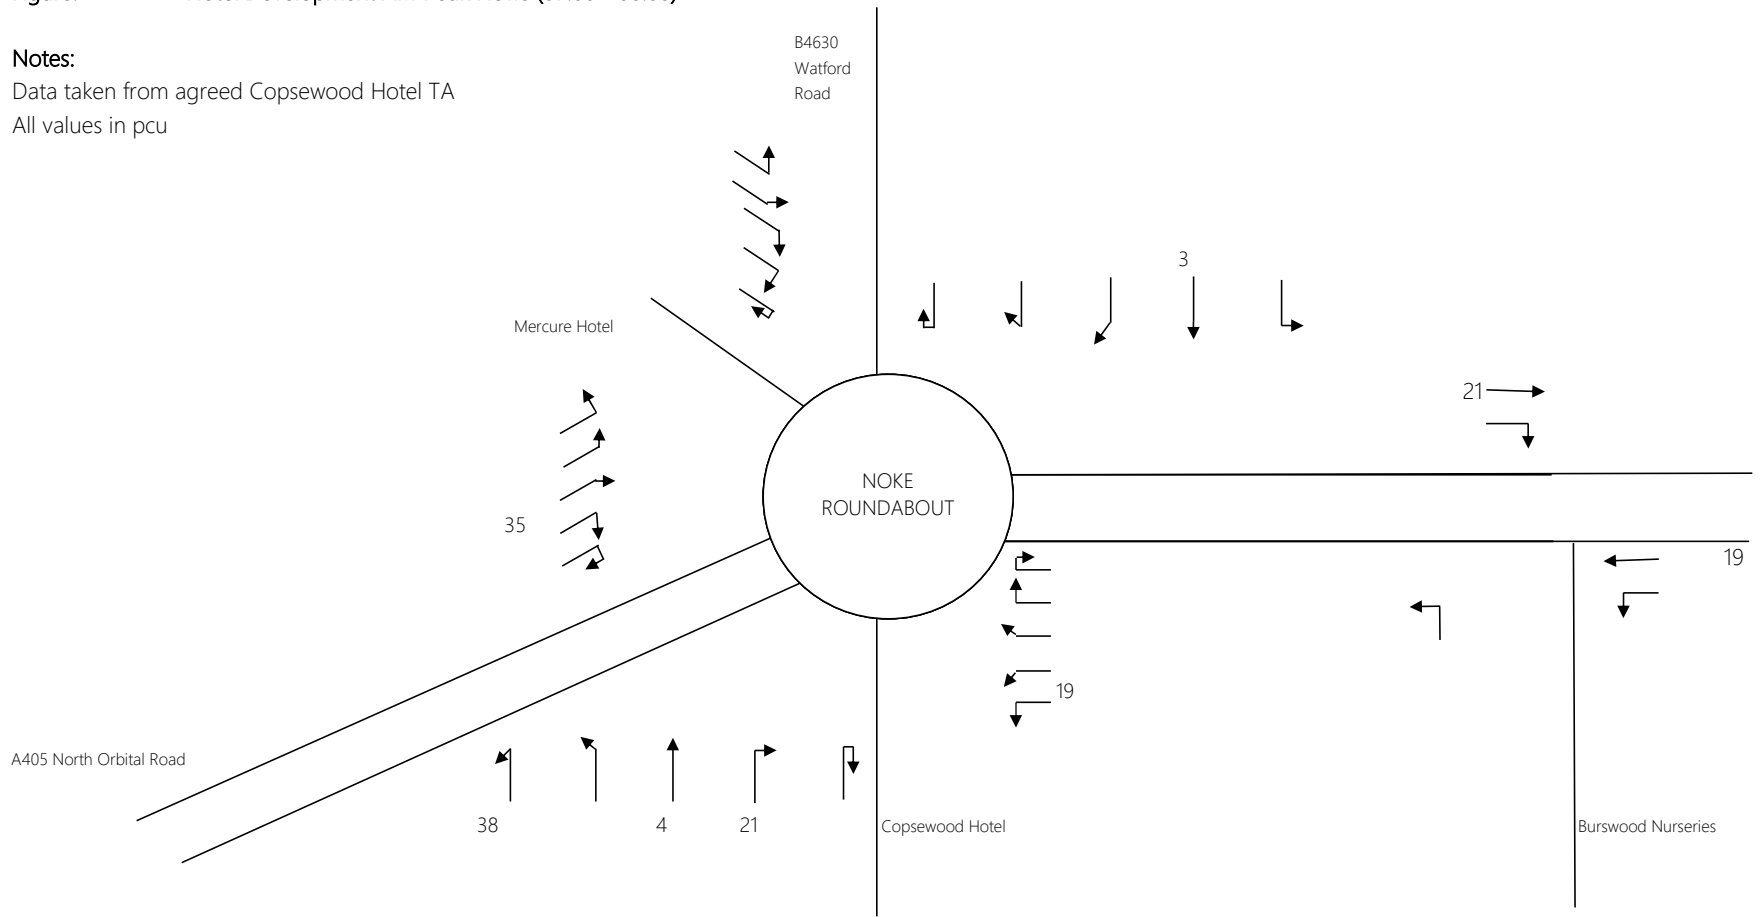 Notes:
Data taken from agreed Copsewood Hotel TA
All values in pcu
B4630
Watford
Road
3
Mercure Hotel
21
NOKE
ROUNDABOUT
35
19
19
A405 North Orbital Road
38
4
21
Copsewood Hotel
Burswood Nurseries